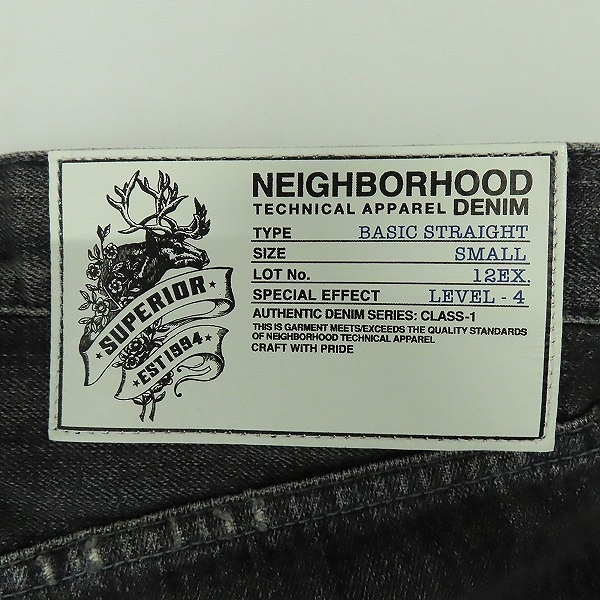 ★ SUPERIOR ★
★ EST 1994 ★
NEIGHBORHOOD
TECHNICAL APPAREL DENIM
TYPE BASIC STRAIGHT
SIZE SMALL
LOT No. 12EX.
SPECIAL EFFECT LEVEL - 4
AUTHENTIC DENIM SERIES: CLASS-1
THIS IS GARMENT MEETS/EXCEEDS THE QUALITY STANDARDS
OF NEIGHBORHOOD TECHNICAL APPAREL
CRAFT WITH PRIDE